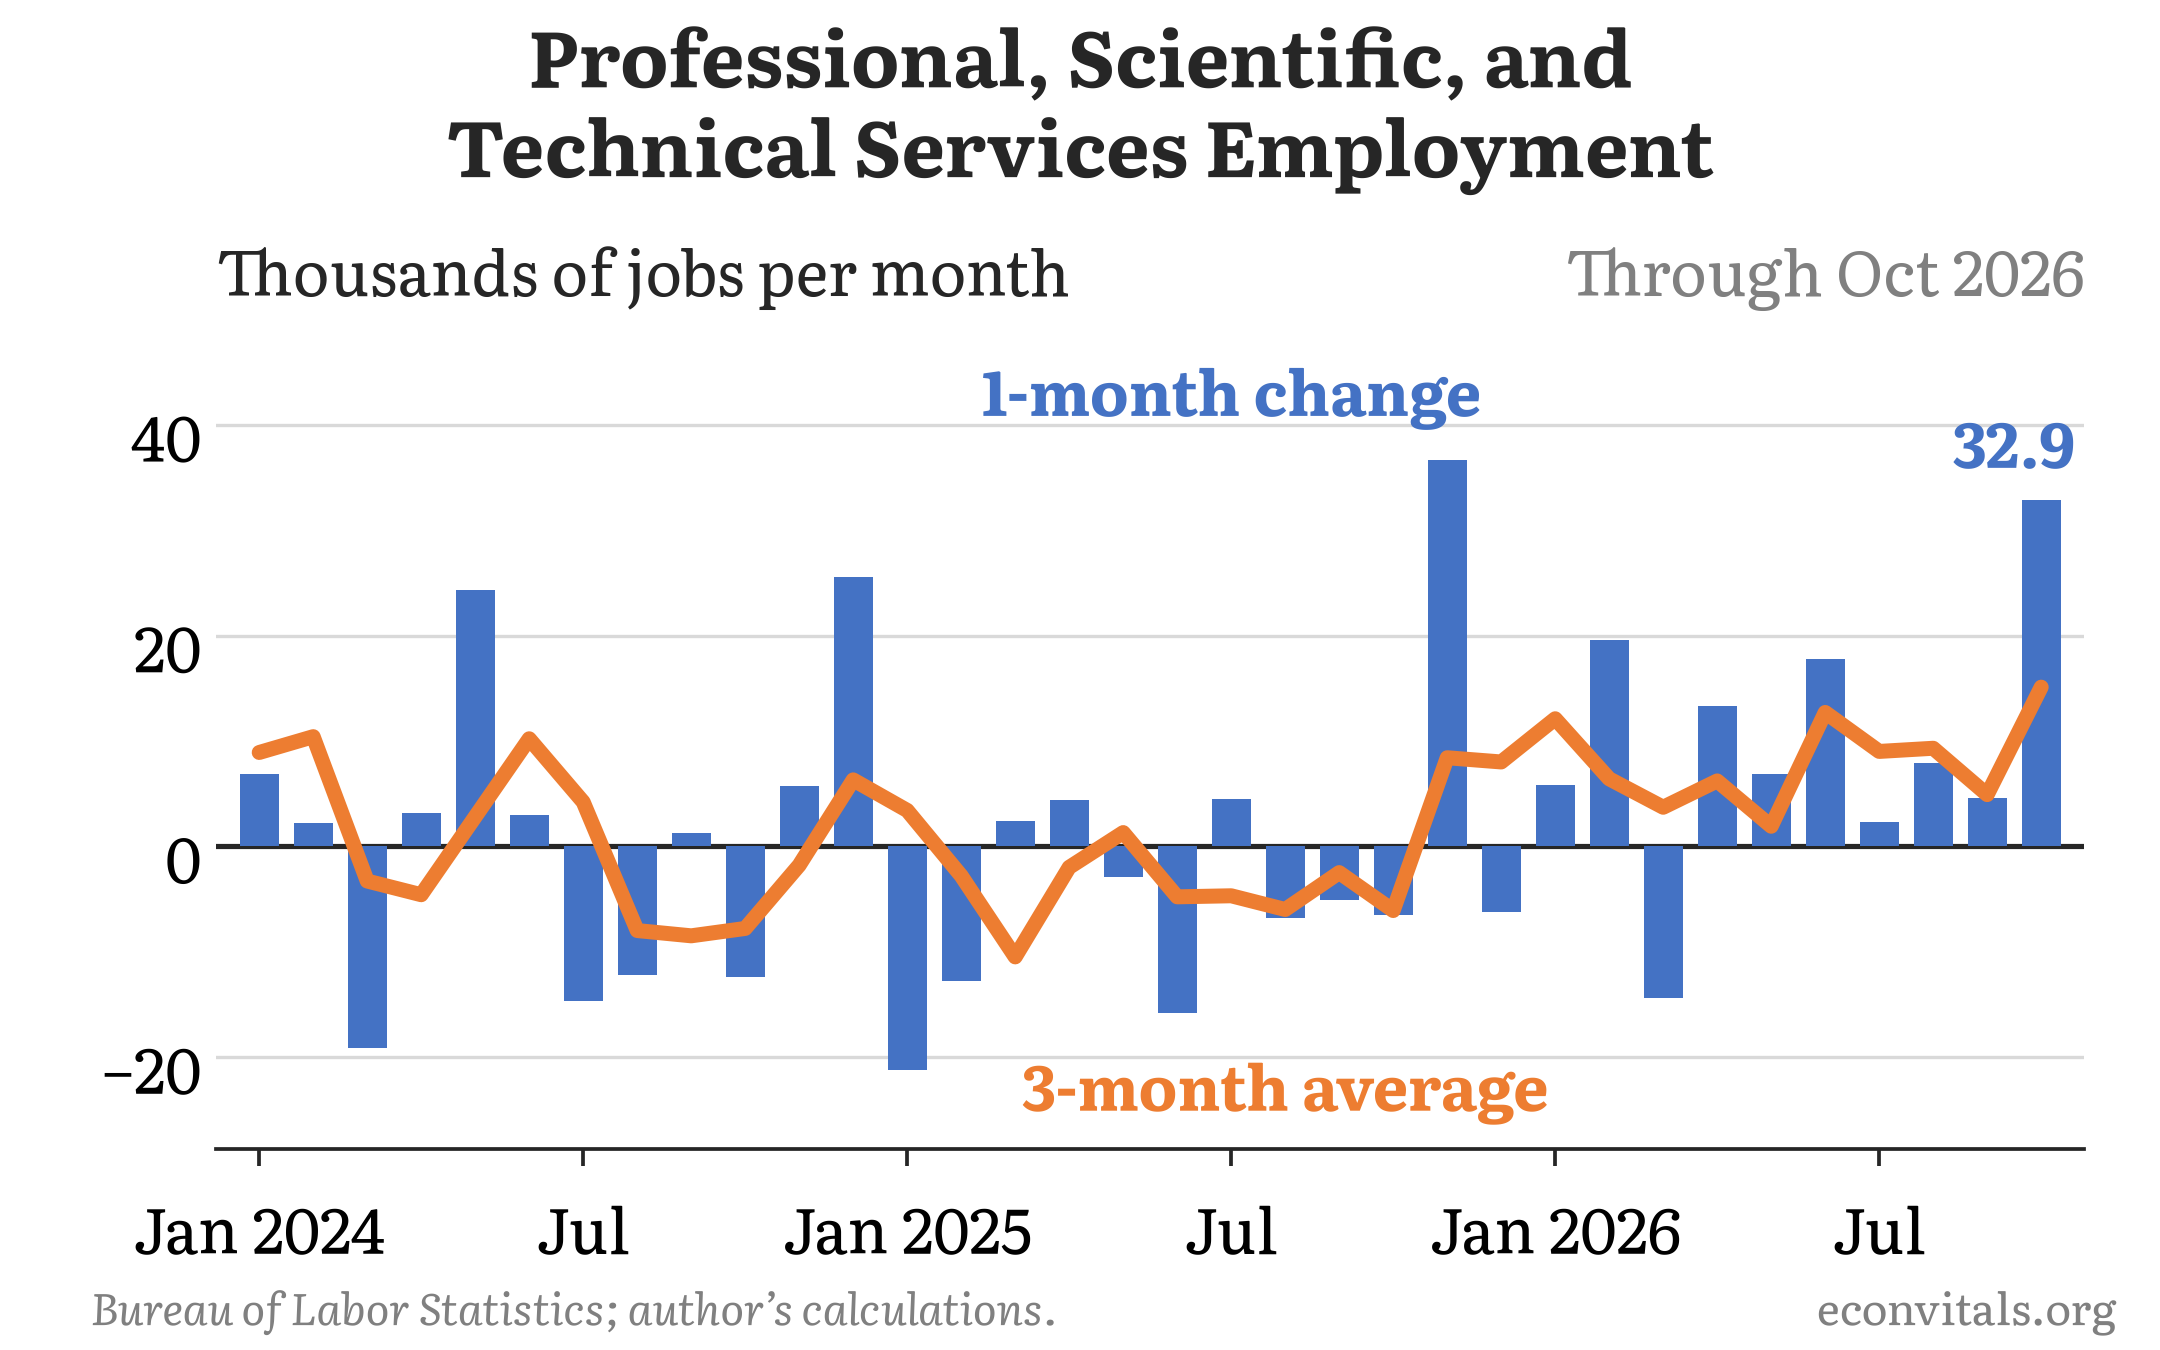 Professional, Scientific, and
Technical Services Employment
Thousands of jobs per month
Through Oct 2026
1-month change
40
32.9
20
0
−20
3-month average
Jan 2024
Jul
Jan 2025
Jul
Jan 2026
Jul
Bureau of Labor Statistics; author’s calculations.
econvitals.org